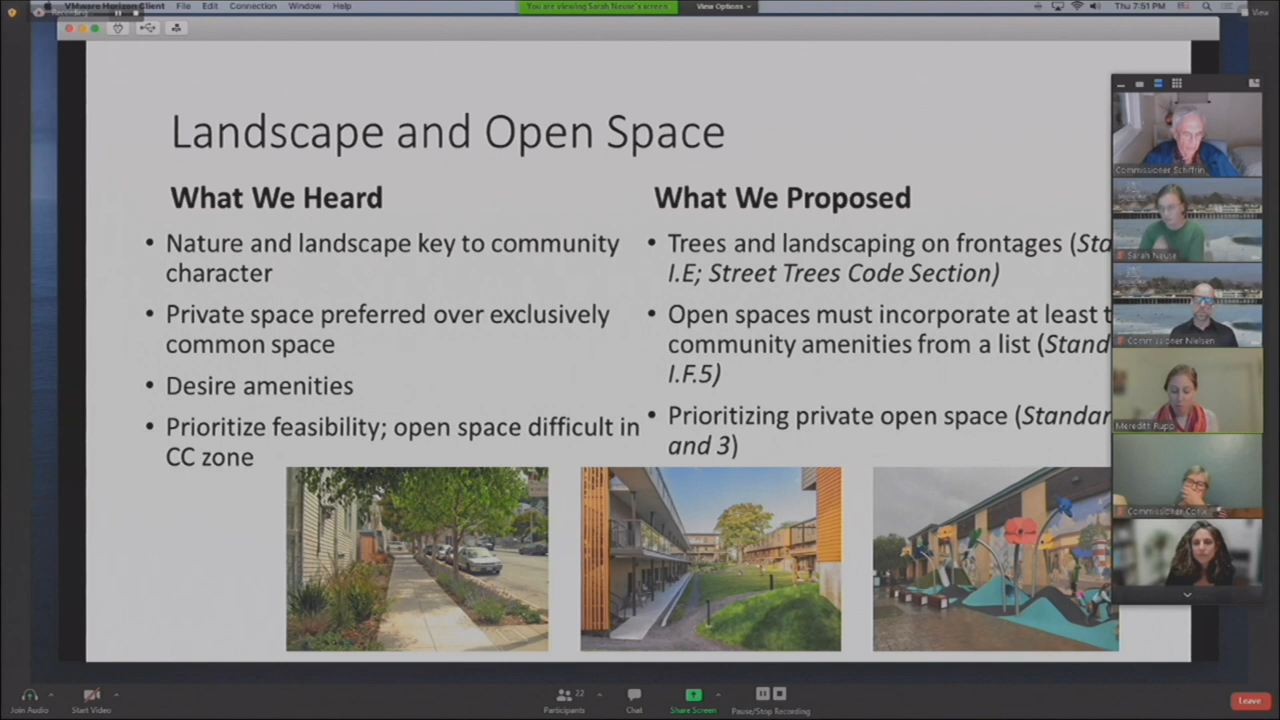 VMware Horizon Client File Edit Connection Window Help
You are viewing Sarah Neuse's screen
View Options
Thu 7:51 PM
View
Landscape and Open Space
What We Heard
• Nature and landscape key to community
character
• Private space preferred over exclusively
common space
• Desire amenities
• Prioritize feasibility; open space difficult in
CC zone
What We Proposed
• Trees and landscaping on frontages (Sta
I.E; Street Trees Code Section)
• Open spaces must incorporate at least t
community amenities from a list (Stand
I.F.5)
• Prioritizing private open space (Standar
and 3)
Commissioner Schiffrin
Sarah Neuse
Commissioner Nielsen
Meredith Rupp
Commissioner
Join Audio
Start Video
22
Participants
Chat
Share Screen
Pause/Stop Recording
Leave